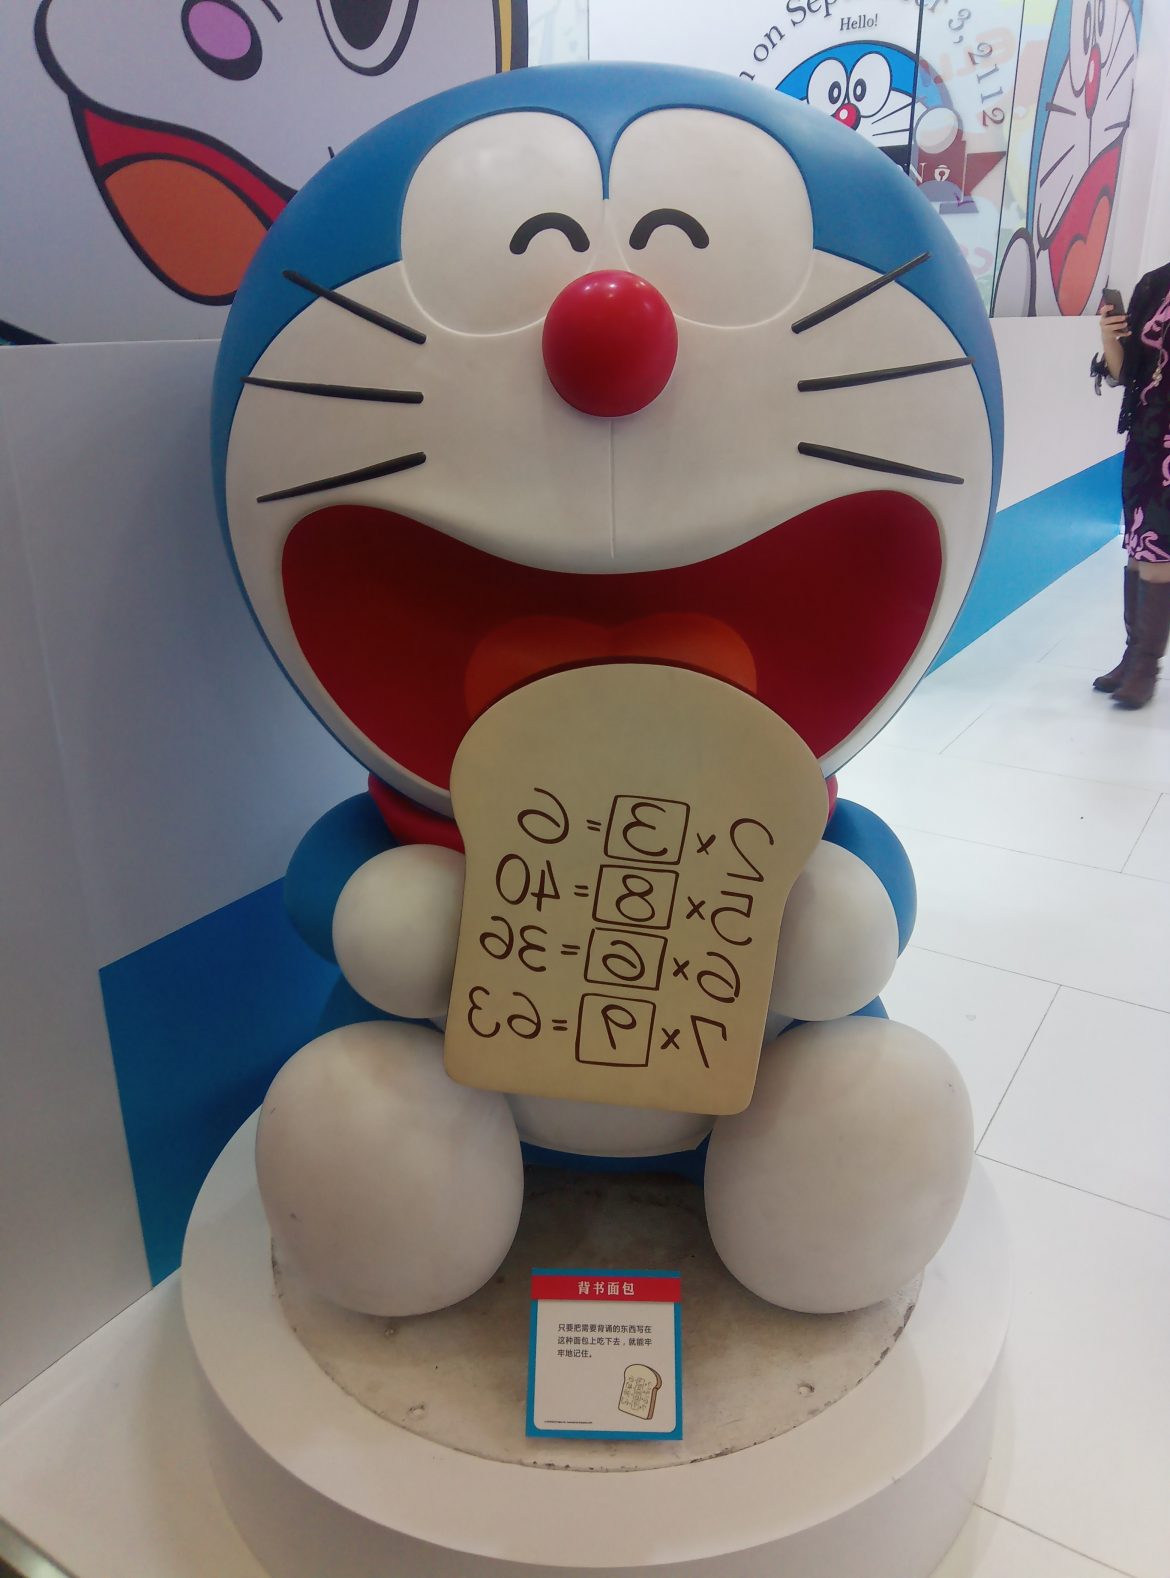 on September 3, 2112
Hello!
2×3=6
5×8=40
6×6=36
7×9=63
背书面包
只要把需要背诵的东西写在
这种面包上吃下去，就能牢
牢地记住。